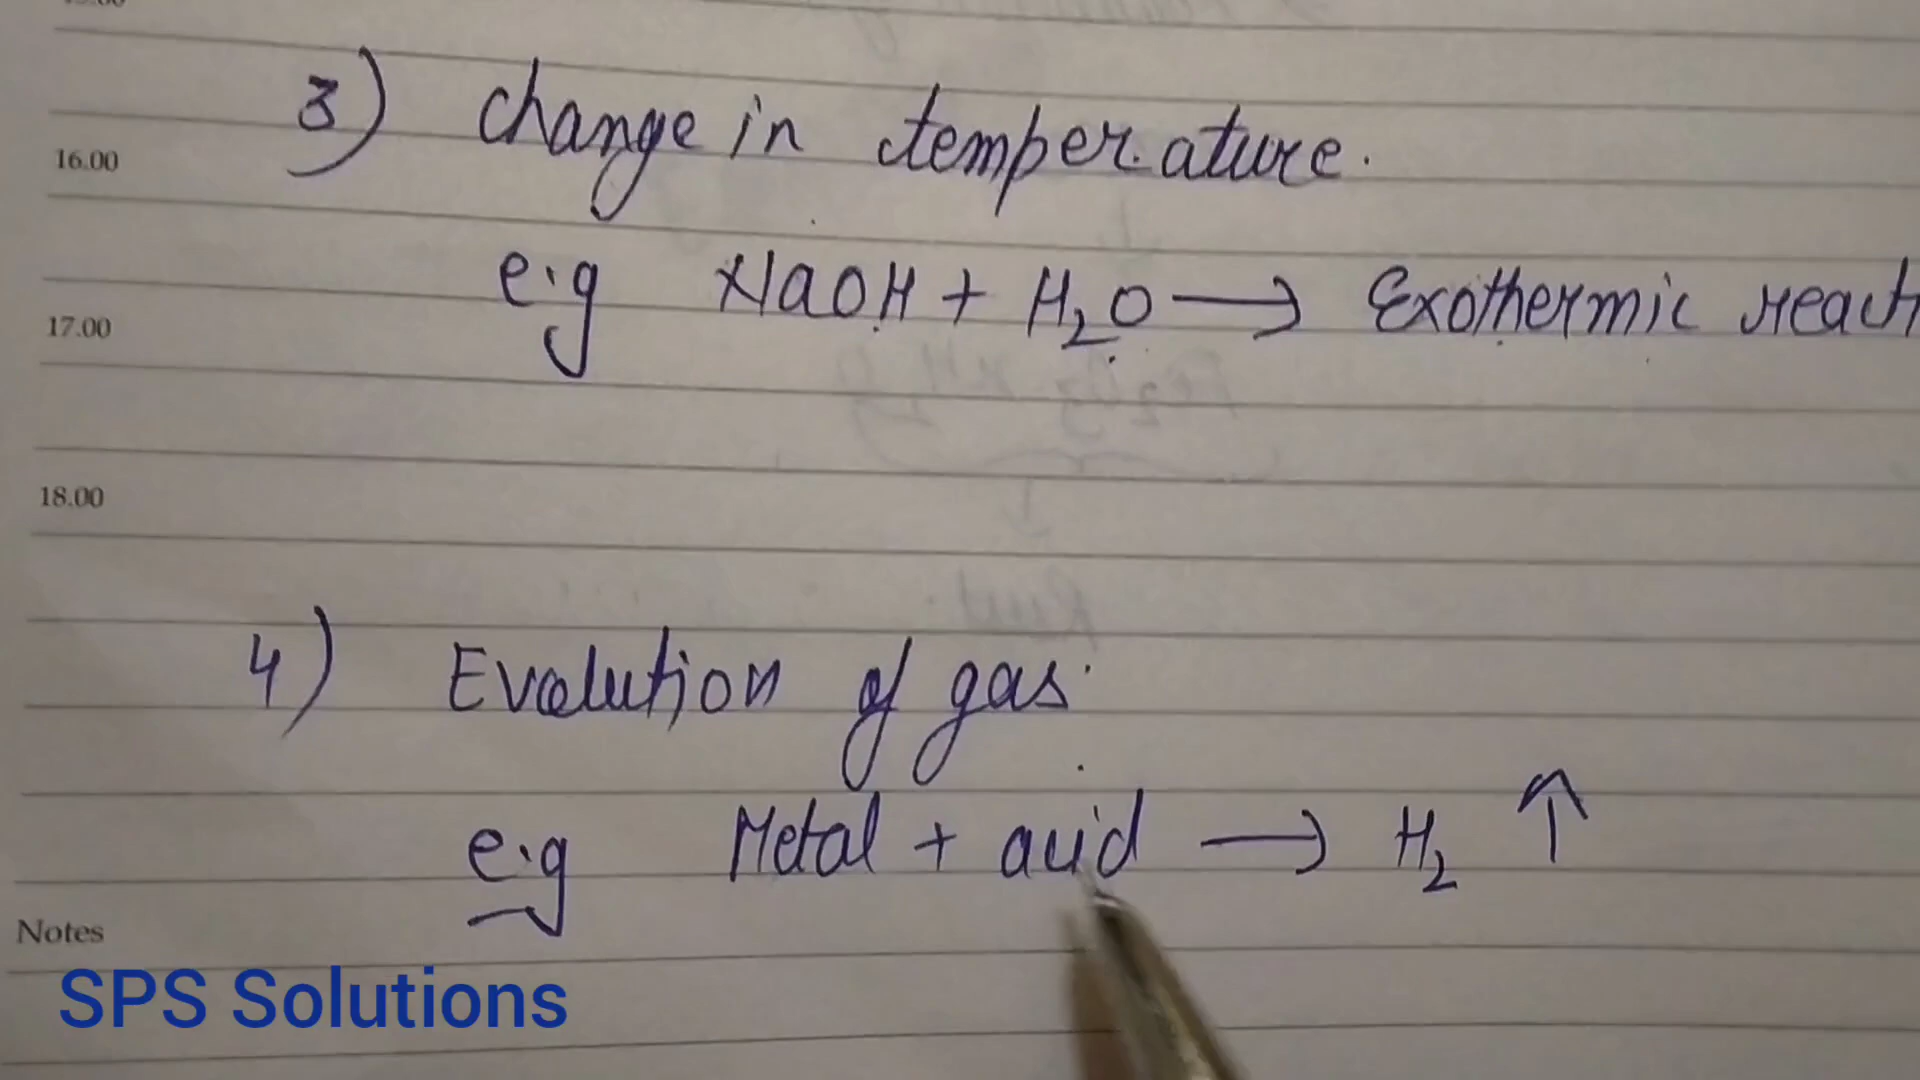 3) Change in temperature.
16.00
e.g NaOH + H2O → Exothermic react
17.00
18.00
4) Evolution of gas.
e.g Metal + acid → H2 ↑
Notes
SPS Solutions